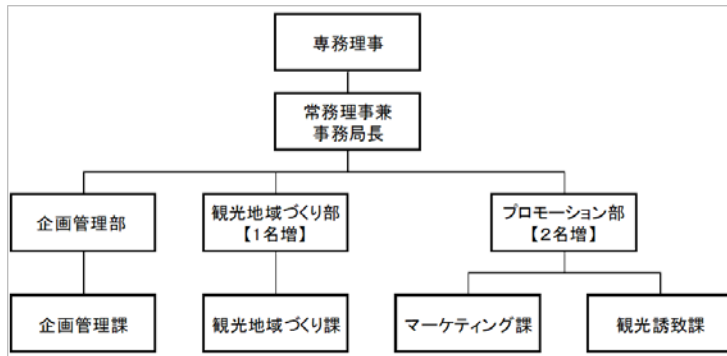 専務理事
常務理事兼
事務局長
企画管理部
観光地域づくり部
【1名増】
プロモーション部
【2名増】
企画管理課
観光地域づくり課
マーケティング課
観光誘致課